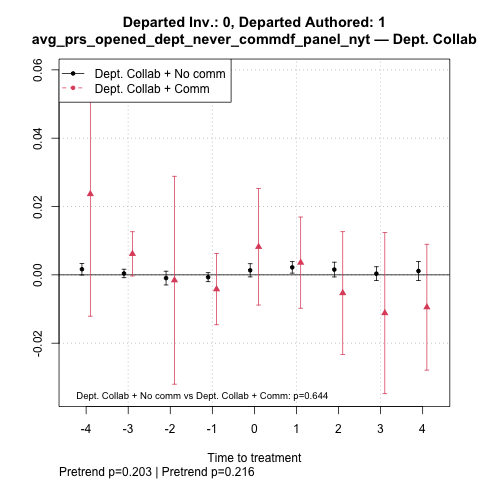 Departed Inv.: 0, Departed Authored: 1
avg_prs_opened_dept_never_commdf_panel_nyt — Dept. Collab
Dept. Collab + No comm
Dept. Collab + Comm
0.06
0.04
0.02
0.00
-0.02
Dept. Collab + No comm vs Dept. Collab + Comm: p=0.644
-4 -3 -2 -1 0 1 2 3 4
Time to treatment
Pretrend p=0.203 | Pretrend p=0.216